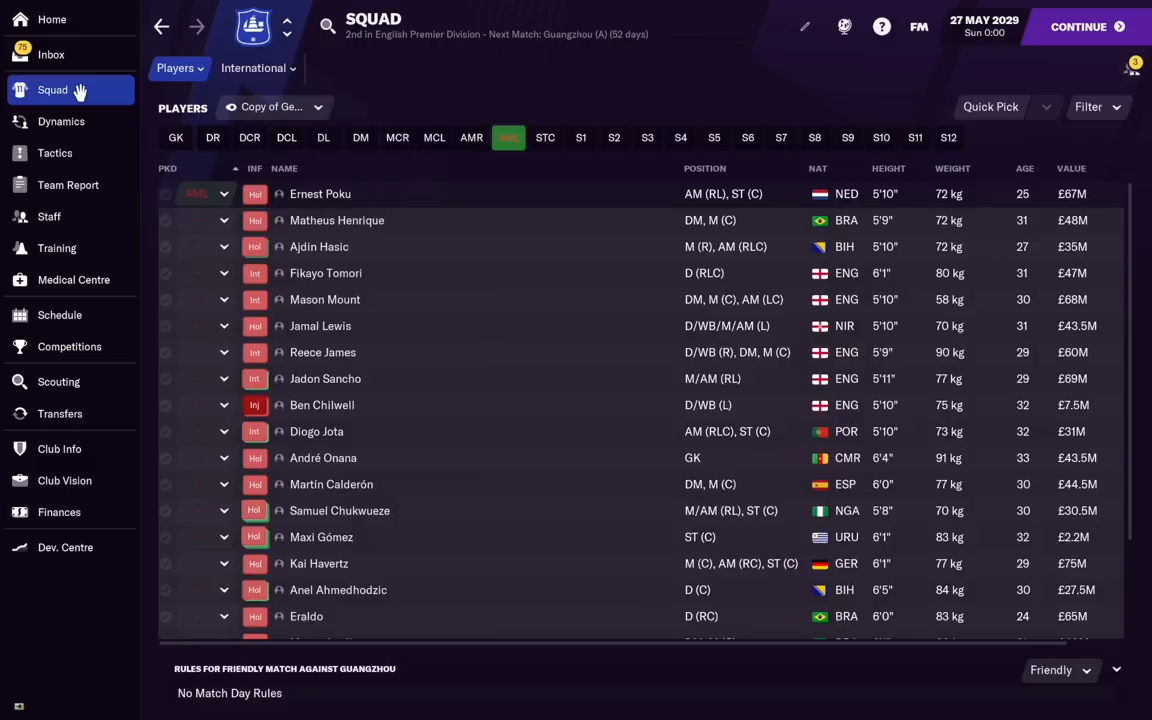 Home
75
Inbox
Squad
Dynamics
Tactics
Team Report
Staff
Training
Medical Centre
Schedule
Competitions
Scouting
Transfers
Club Info
Club Vision
Finances
Dev. Centre
SQUAD
2nd in English Premier Division - Next Match: Guangzhou (A) (52 days)
?
FM
27 MAY 2029
Sun 0:00
CONTINUE
Players
International
3
PLAYERS
Copy of Ge...
Quick Pick
Filter
GK DR DCR DCL DL DM MCR MCL AMR AML STC S1 S2 S3 S4 S5 S6 S7 S8 S9 S10 S11 S12
PKD INF NAME POSITION NAT HEIGHT WEIGHT AGE VALUE
AML Hol Ernest Poku AM (RL), ST (C) NED 5'10" 72 kg 25 £67M
Hol Matheus Henrique DM, M (C) BRA 5'9" 72 kg 31 £48M
Hol Ajdin Hasic M (R), AM (RLC) BIH 5'10" 72 kg 27 £35M
Int Fikayo Tomori D (RLC) ENG 6'1" 80 kg 31 £47M
Int Mason Mount DM, M (C), AM (LC) ENG 5'10" 58 kg 30 £68M
Hol Jamal Lewis D/WB/M/AM (L) NIR 5'10" 70 kg 31 £43.5M
Int Reece James D/WB (R), DM, M (C) ENG 5'9" 90 kg 29 £60M
Int Jadon Sancho M/AM (RL) ENG 5'11" 77 kg 29 £69M
Inj Ben Chilwell D/WB (L) ENG 5'10" 75 kg 32 £7.5M
Int Diogo Jota AM (RLC), ST (C) POR 5'10" 73 kg 32 £31M
Hol André Onana GK CMR 6'4" 91 kg 33 £43.5M
Hol Martín Calderón DM, M (C) ESP 6'0" 77 kg 30 £44.5M
Hol Samuel Chukwueze M/AM (RL), ST (C) NGA 5'8" 70 kg 30 £30.5M
Hol Maxi Gómez ST (C) URU 6'1" 83 kg 32 £2.2M
Hol Kai Havertz M (C), AM (RC), ST (C) GER 6'1" 77 kg 29 £75M
Hol Anel Ahmedhodzic D (C) BIH 6'5" 84 kg 30 £27.5M
Hol Eraldo D (RC) BRA 6'0" 83 kg 24 £65M
RULES FOR FRIENDLY MATCH AGAINST GUANGZHOU
Friendly
No Match Day Rules